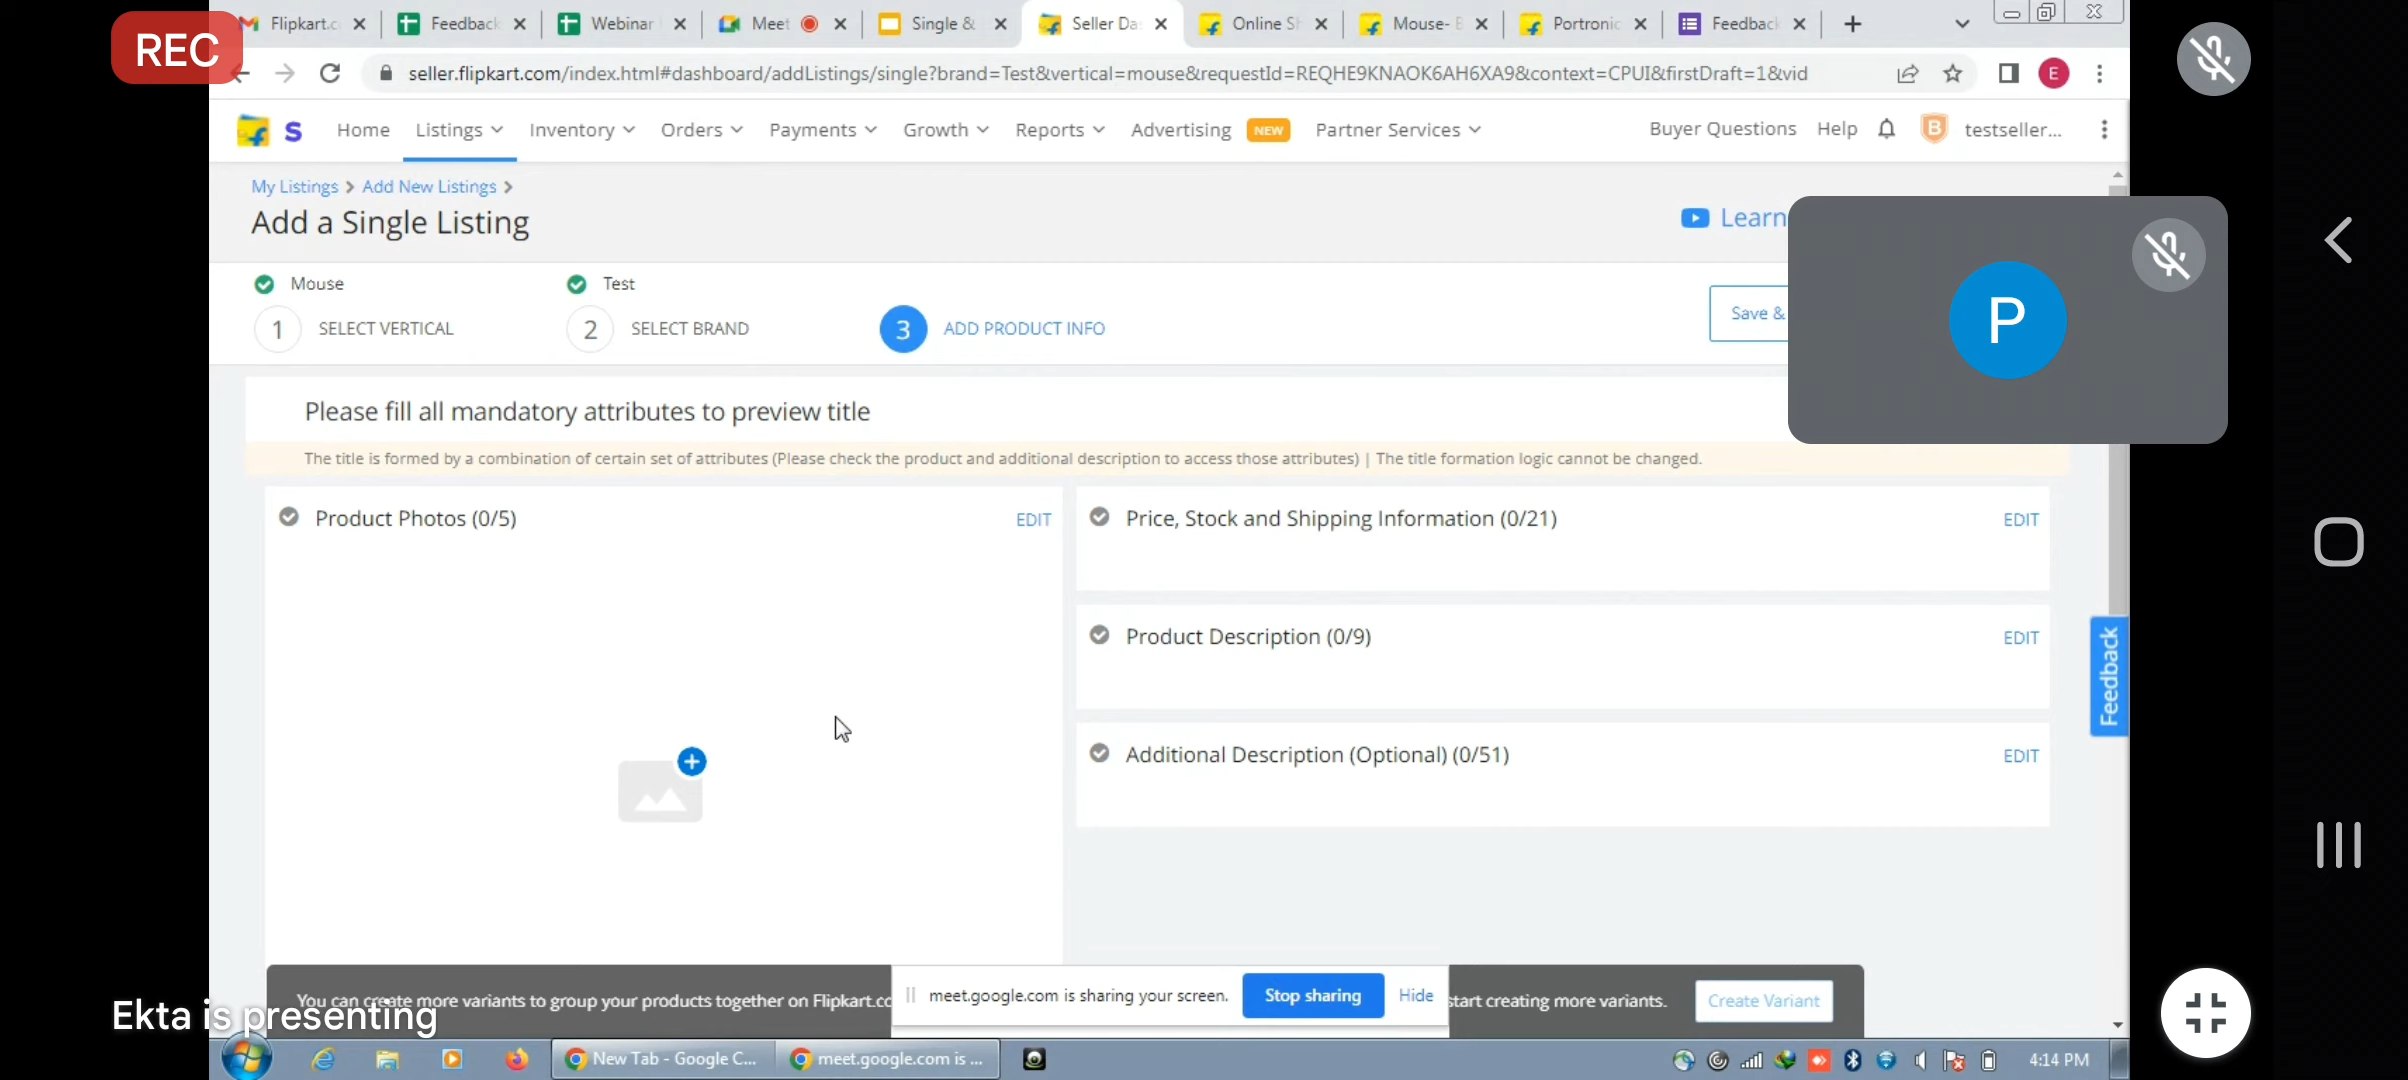 REC
Flipkart.c
Feedback
Webinar
Meet
Single &
Seller Da
Online Sh
Mouse- B
Portronic
Feedback
seller.flipkart.com/index.html#dashboard/addListings/single?brand=Test&vertical=mouse&requestId=REQHE9KNAOK6AH6XA9&context=CPUI&firstDraft=1&vid
E
S Home Listings Inventory Orders Payments Growth Reports Advertising NEW Partner Services Buyer Questions Help B testseller...
My Listings > Add New Listings >
Add a Single Listing
Learn
Mouse
Test
1 SELECT VERTICAL
2 SELECT BRAND
3 ADD PRODUCT INFO
Save &
P
Please fill all mandatory attributes to preview title
The title is formed by a combination of certain set of attributes (Please check the product and additional description to access those attributes) | The title formation logic cannot be changed.
Product Photos (0/5) EDIT
Price, Stock and Shipping Information (0/21) EDIT
Product Description (0/9) EDIT
Additional Description (Optional) (0/51) EDIT
Feedback
You can create more variants to group your products together on Flipkart.co
meet.google.com is sharing your screen. Stop sharing Hide
start creating more variants. Create Variant
Ekta is presenting
New Tab - Google C...
meet.google.com is ...
4:14 PM